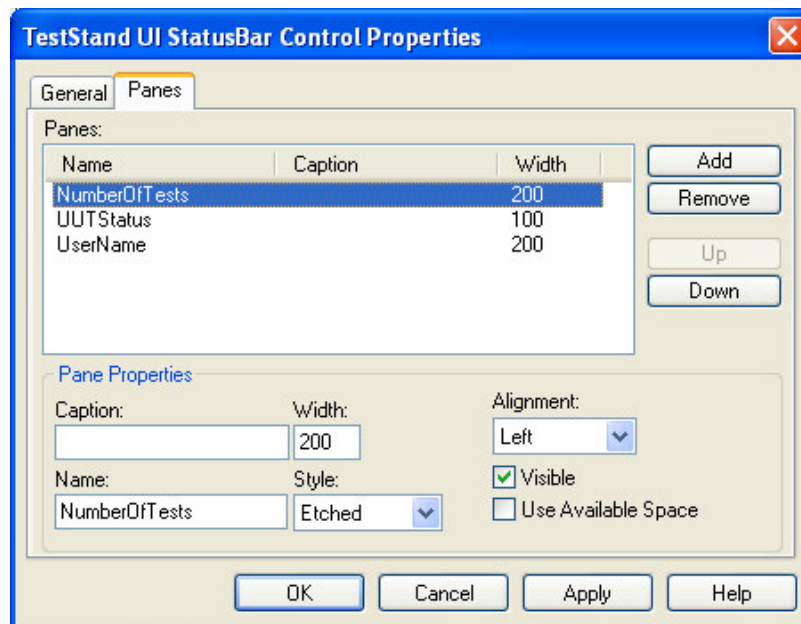 TestStand UI StatusBar Control Properties
General Panes
Panes:
Name Caption Width
NumberOfTests 200
UUTStatus 100
UserName 200
Add
Remove
Up
Down
Pane Properties
Caption: Width: Alignment:
200 Left
Name: Style: Visible
NumberOfTests Etched Use Available Space
OK Cancel Apply Help